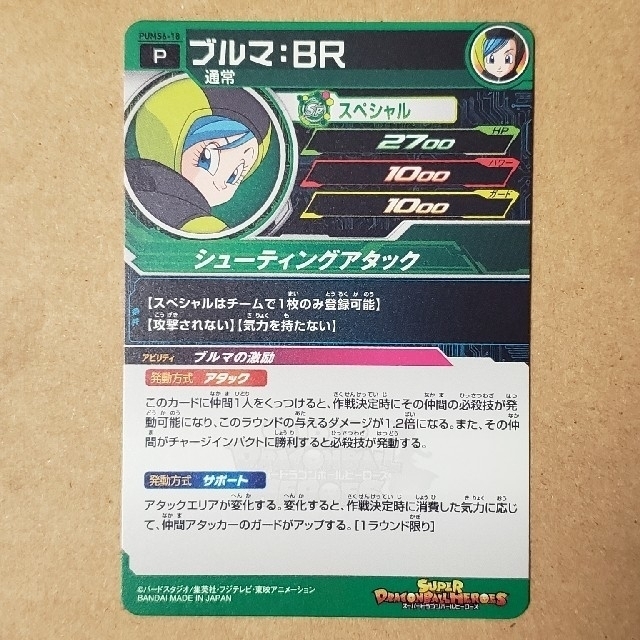 PUMS6-18
P ブルマ:BR
通常
SP スペシャル
HP
2700
パワー
1000
ガード
1000
シューティングアタック
【スペシャルはチームで1枚のみ登録可能】
【攻撃されない】【気力を持たない】
アビリティ ブルマの激励
発動方式 アタック
このカードに仲間1人をくっつけると、作戦決定時にその仲間の必殺技が発
動可能になり、このラウンドの与えるダメージが1.2倍になる。また、その仲
間がチャージインパクトに勝利すると必殺技が発動する。
発動方式 サポート
アタックエリアが変化する。変化すると、作戦決定時に消費した気力に応じ
て、仲間アタッカーのガードがアップする。[1ラウンド限り]
©バードスタジオ/集英社・フジテレビ・東映アニメーション
BANDAI MADE IN JAPAN
SUPER
DRAGONBALL HEROES
スーパードラゴンボールヒーローズ